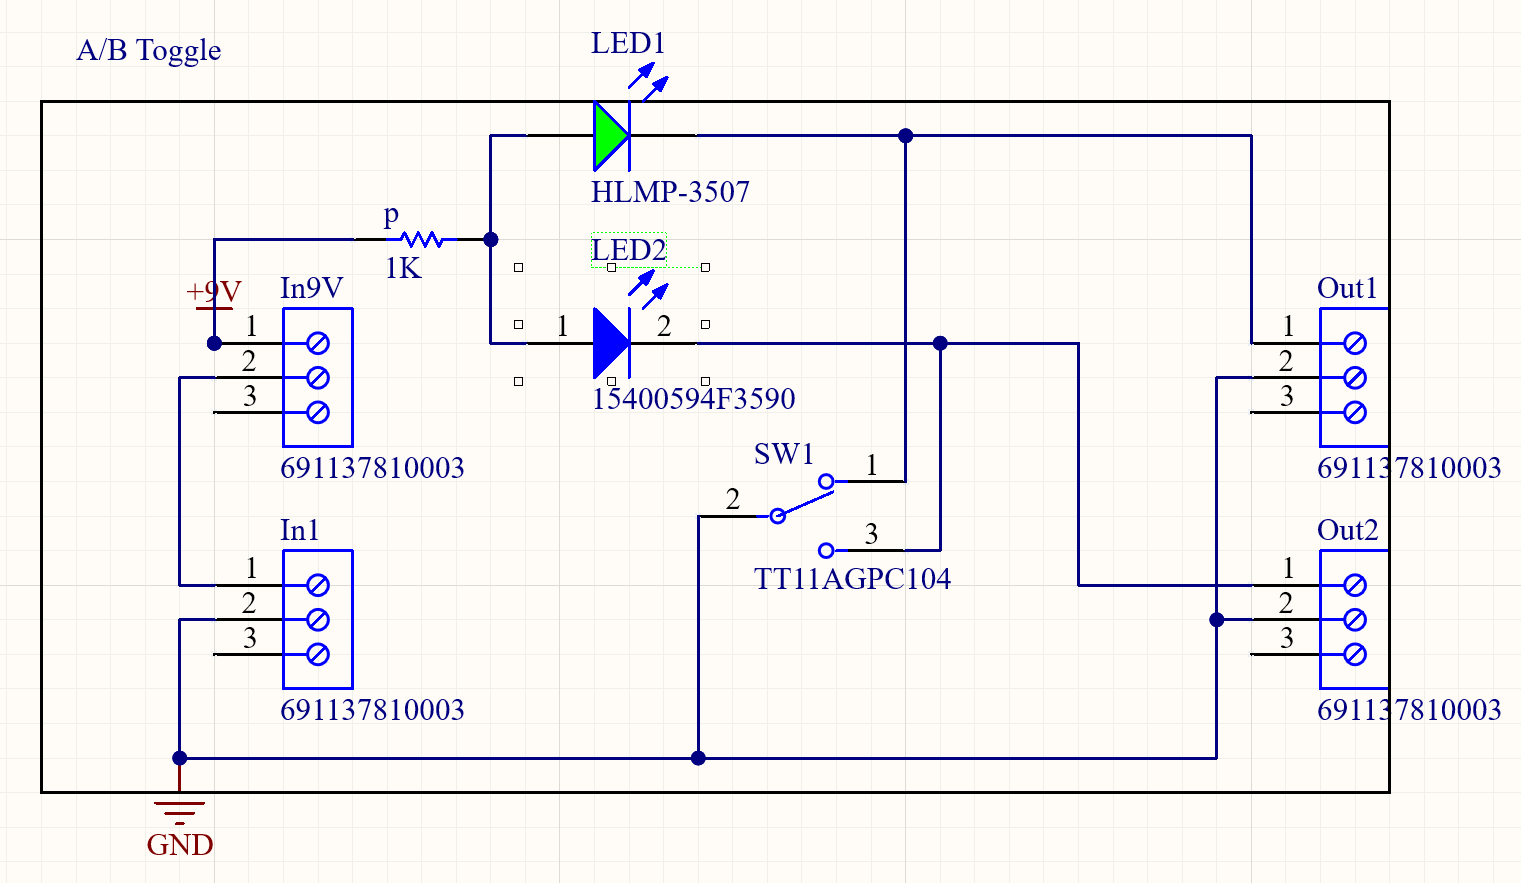 A/B Toggle
LED1
HLMP-3507
p
1K
LED2
1
2
15400594F3590
+9V
In9V
1
2
3
691137810003
Out1
1
2
3
691137810003
SW1
1
2
3
TT11AGPC104
In1
1
2
3
691137810003
Out2
1
2
3
691137810003
GND